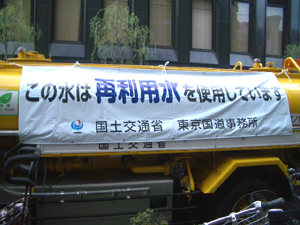 この水は 再利用水 を使用しています
国土交通省 東京国道事務所
国土交通省